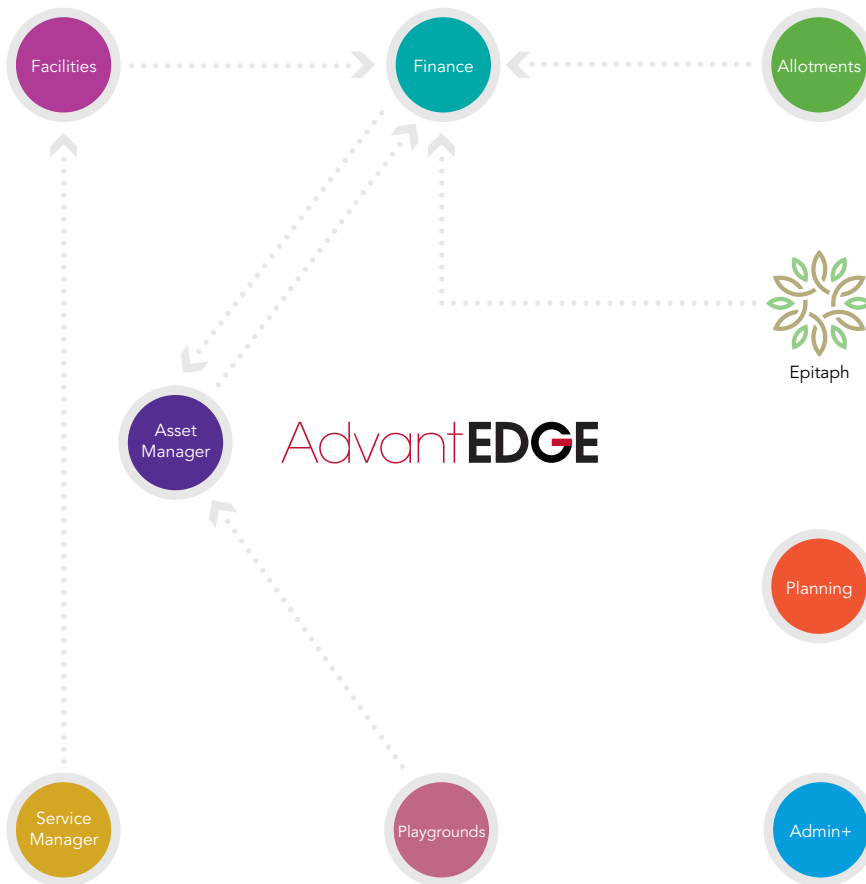 Facilities
Finance
Allotments
Epitaph
Asset
Manager
AdvantEDGE
Planning
Service
Manager
Playgrounds
Admin+